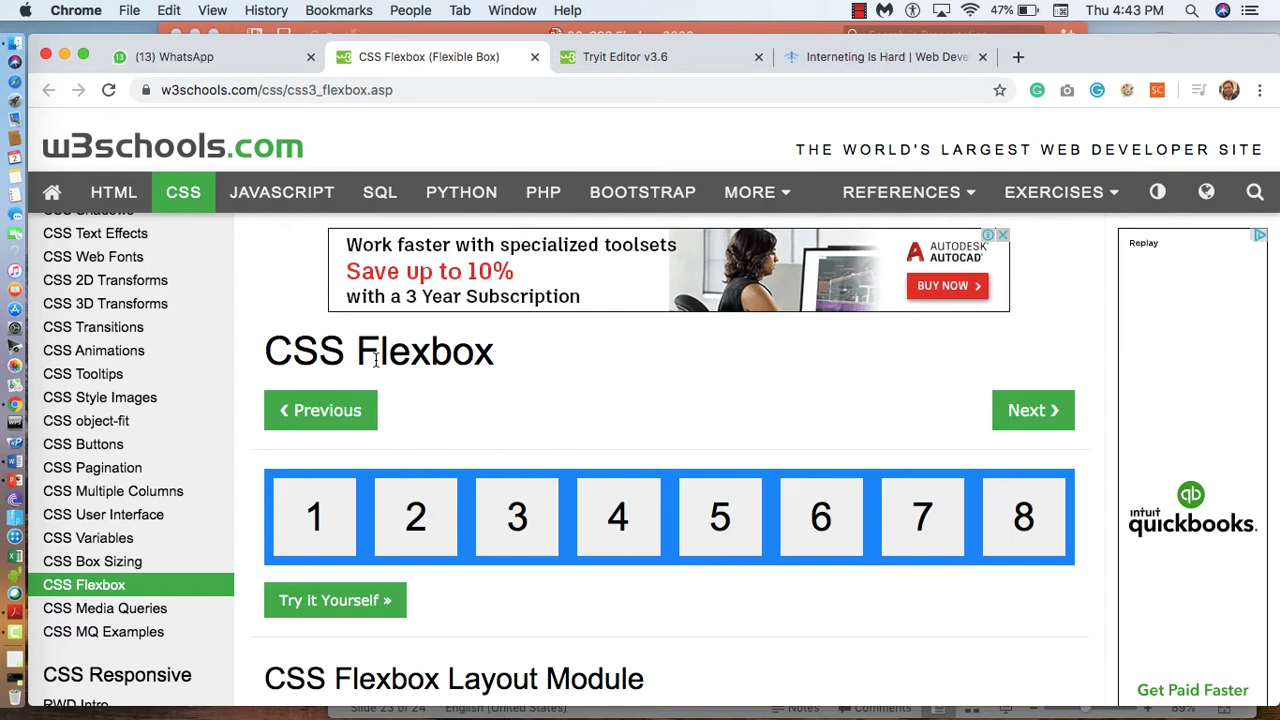 Chrome File Edit View History Bookmarks People Tab Window Help 47% Thu 4:43 PM
(13) WhatsApp
CSS Flexbox (Flexible Box)
Tryit Editor v3.6
Interneting Is Hard | Web Deve
w3schools.com/css/css3_flexbox.asp
w3schools.com
THE WORLD'S LARGEST WEB DEVELOPER SITE
HTML CSS JAVASCRIPT SQL PYTHON PHP BOOTSTRAP MORE REFERENCES EXERCISES
CSS Shadows
CSS Text Effects
CSS Web Fonts
CSS 2D Transforms
CSS 3D Transforms
CSS Transitions
CSS Animations
CSS Tooltips
CSS Style Images
CSS object-fit
CSS Buttons
CSS Pagination
CSS Multiple Columns
CSS User Interface
CSS Variables
CSS Box Sizing
CSS Flexbox
CSS Media Queries
CSS MQ Examples
CSS Responsive
RWD Intro
Work faster with specialized toolsets
Save up to 10%
with a 3 Year Subscription
AUTODESK
AUTOCAD
BUY NOW >
CSS Flexbox
❮ Previous
Next ❯
1 2 3 4 5 6 7 8
Try it Yourself »
CSS Flexbox Layout Module
Replay
qb
intuit
quickbooks.
Get Paid Faster
Slide 23 of 24 English (United States) Notes Comments 89%